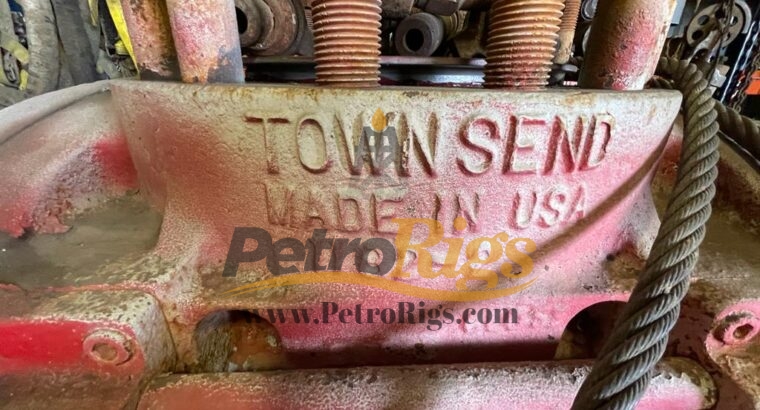 TOWNSEND
MADE IN USA
PetroRigs
www.PetroRigs.com